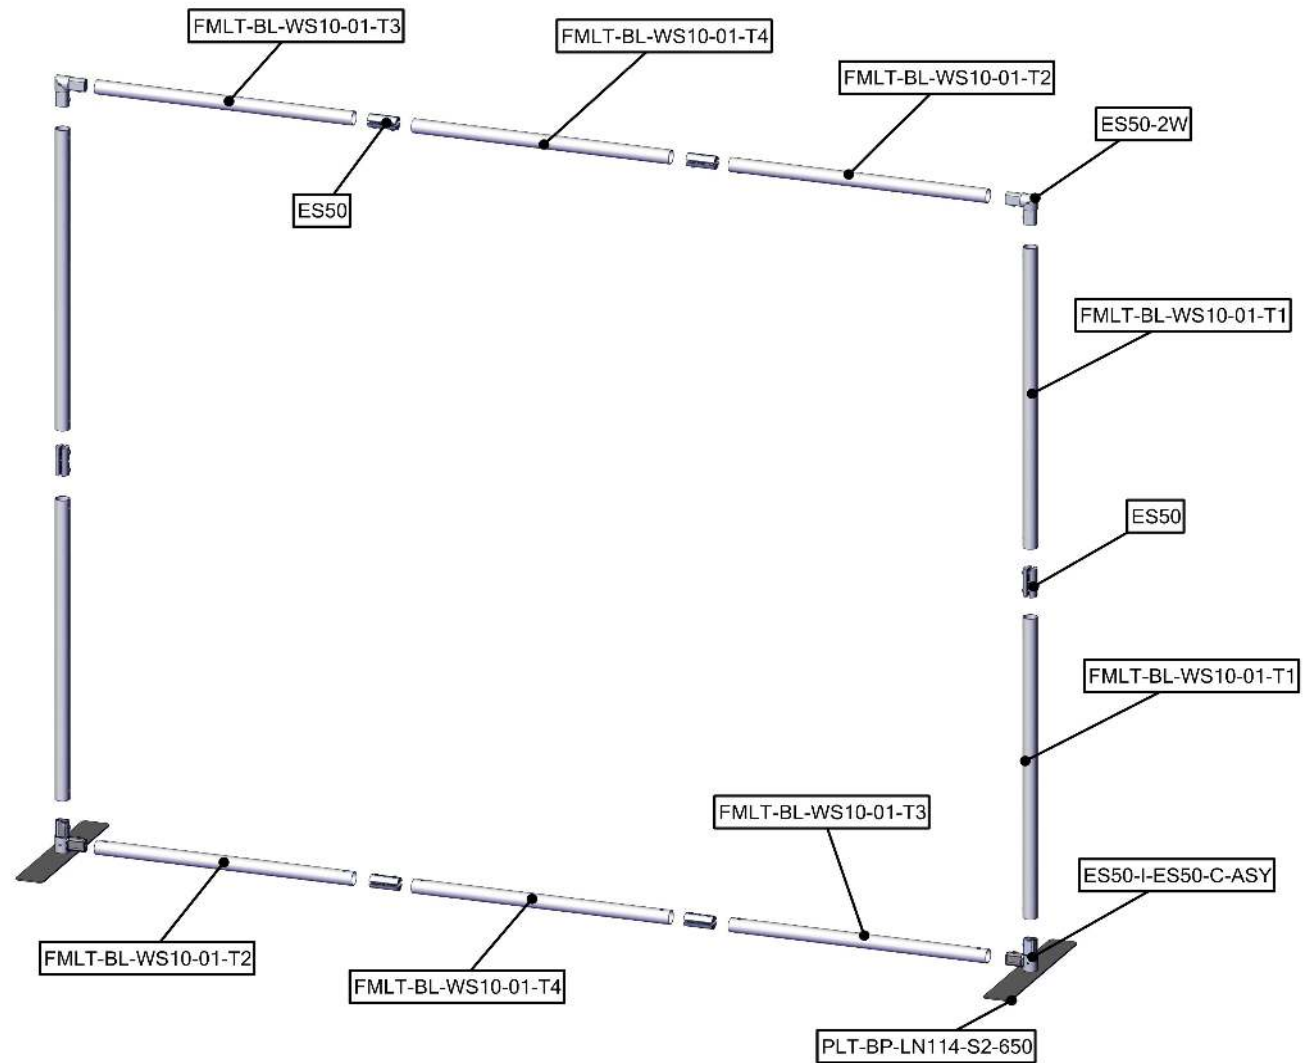 FMLT-BL-WS10-01-T3
FMLT-BL-WS10-01-T4
FMLT-BL-WS10-01-T2
ES50-2W
ES50
FMLT-BL-WS10-01-T1
ES50
FMLT-BL-WS10-01-T1
FMLT-BL-WS10-01-T3
ES50-I-ES50-C-ASY
FMLT-BL-WS10-01-T2
FMLT-BL-WS10-01-T4
PLT-BP-LN114-S2-650